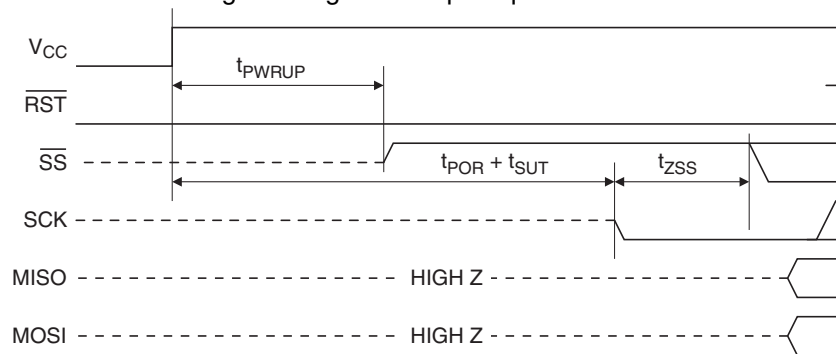 V_CC
t_PWRUP
RST
SS
t_POR + t_SUT
t_ZSS
SCK
MISO
HIGH Z
MOSI
HIGH Z